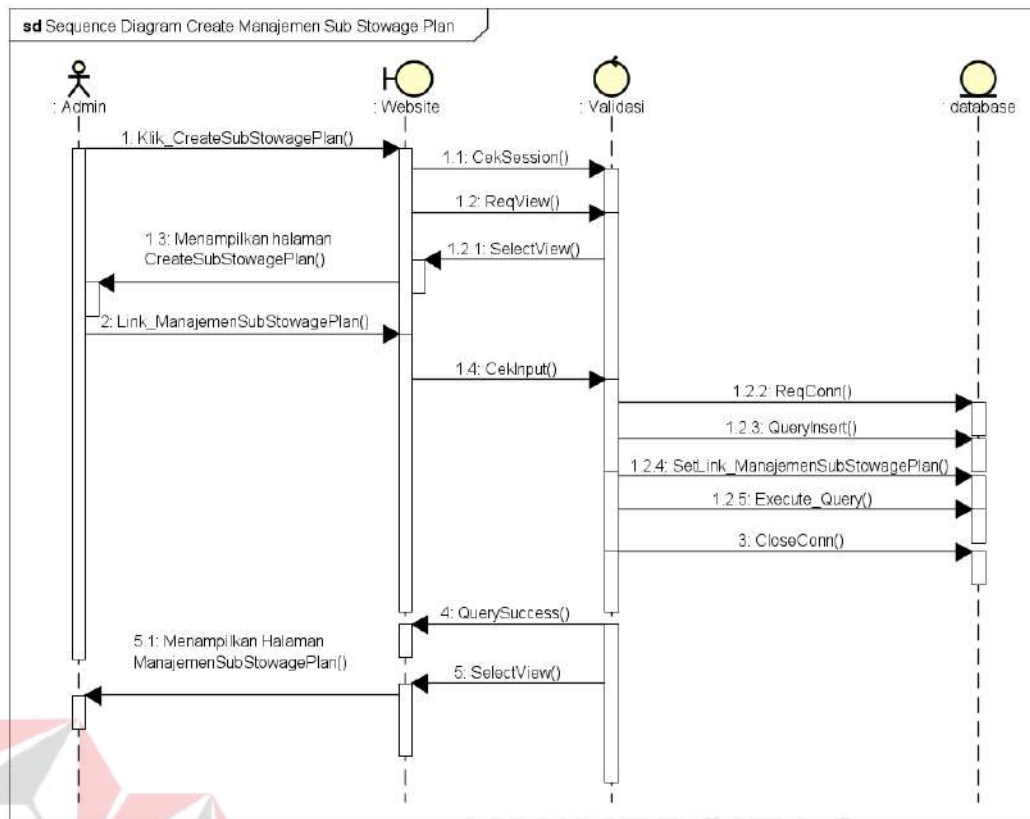 sd Sequence Diagram Create Manajemen Sub Stowage Plan
: Admin
: Website
: Validasi
: database
1: Klik_CreateSubStowagePlan()
1.1: CekSession()
1.2: ReqView()
1.3: Menampilkan halaman
CreateSubStowagePlan()
1.2.1: SelectView()
2: Link_ManajemenSubStowagePlan()
1.4: CekInput()
1.2.2: ReqConn()
1.2.3: QueryInsert()
1.2.4: SetLink_ManajemenSubStowagePlan()
1.2.5: Execute_Query()
3: CloseConn()
4: QuerySuccess()
5.1: Menampilkan Halaman
ManajemenSubStowagePlan()
5: SelectView()